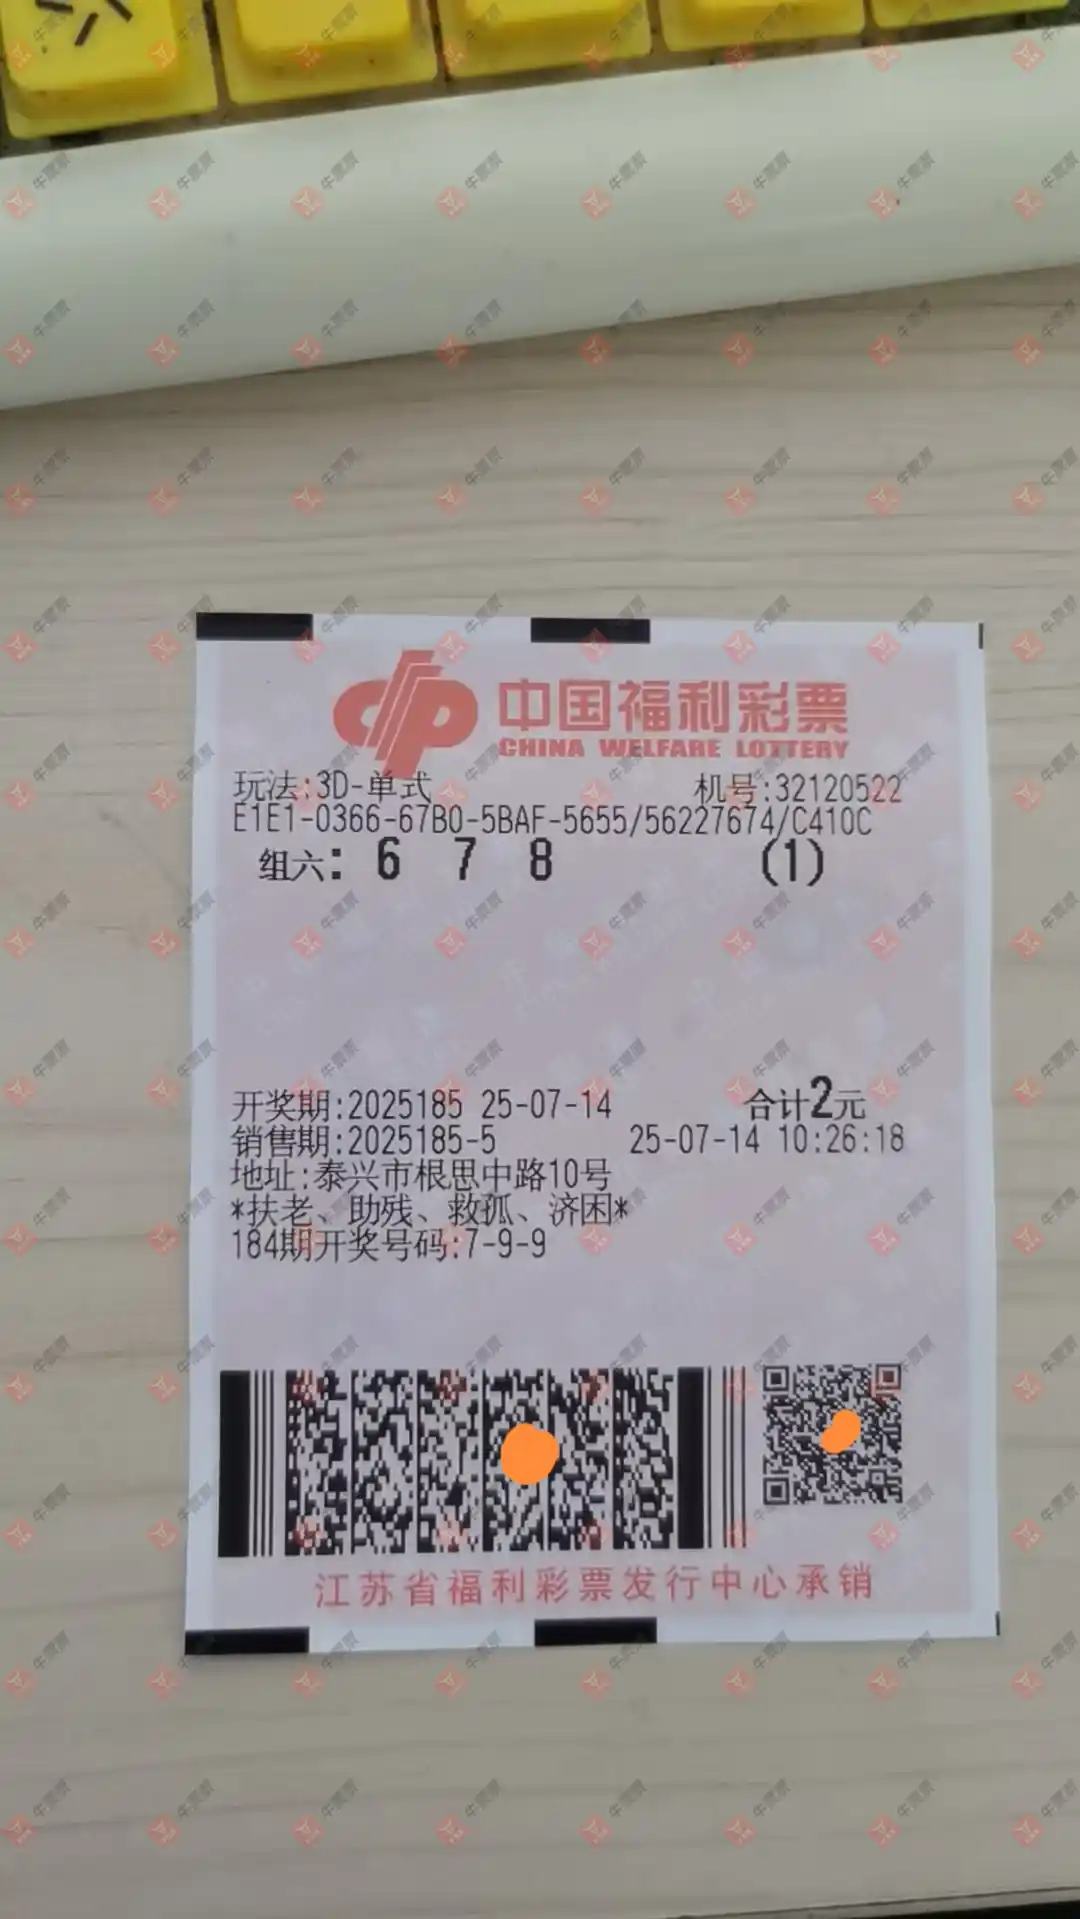 中国福利彩票
CHINA WELFARE LOTTERY
玩法:3D-单式 机号:32120522
E1E1-0366-67B0-5BAF-5655/56227674/C410C
组六: 6 7 8 (1)
开奖期:2025185 25-07-14 合计2元
销售期:2025185-5 25-07-14 10:26:18
地址:泰兴市根思中路10号
*扶老、助残、救孤、济困*
184期开奖号码:7-9-9
江苏省福利彩票发行中心承销
牛票票